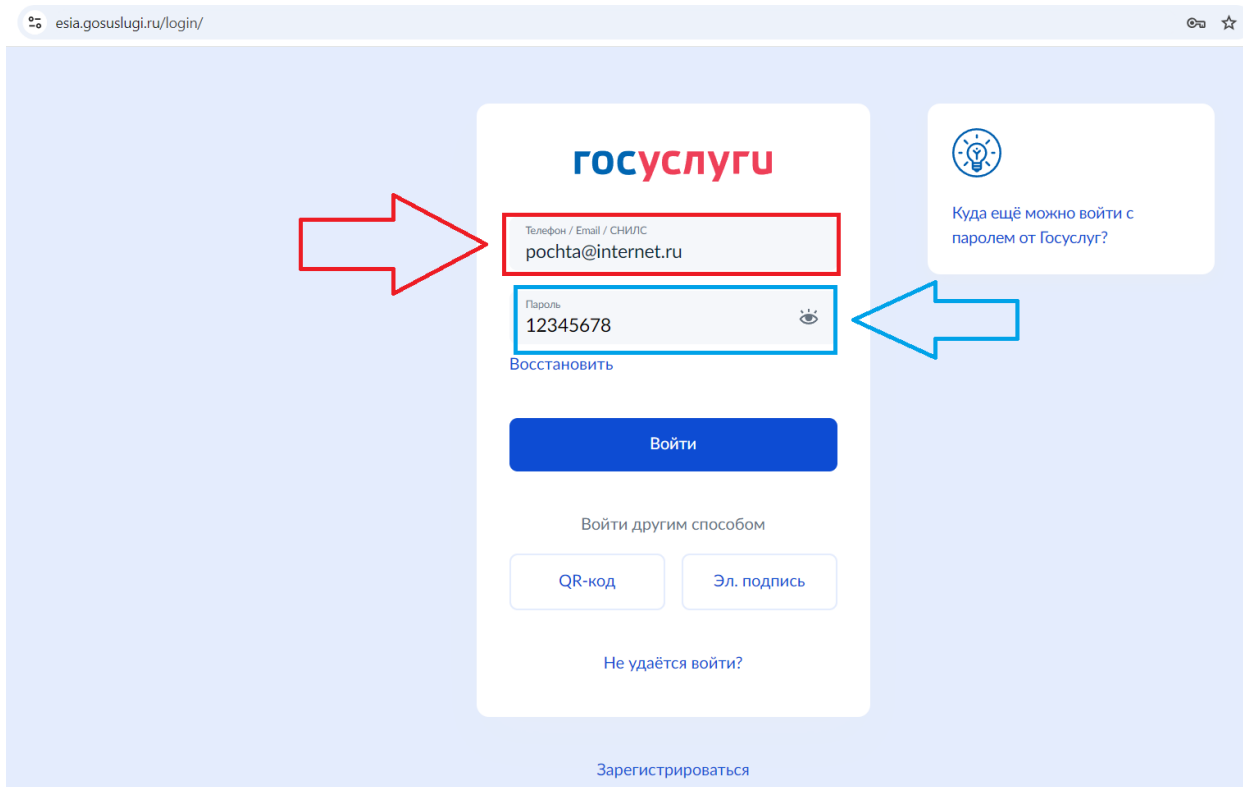 esia.gosuslugi.ru/login/
госуслуги
Телефон / Email / СНИЛС
pochta@internet.ru
Пароль
12345678
Восстановить
Войти
Войти другим способом
QR-код
Эл. подпись
Не удаётся войти?
Зарегистрироваться
Куда ещё можно войти с
паролем от Госуслуг?